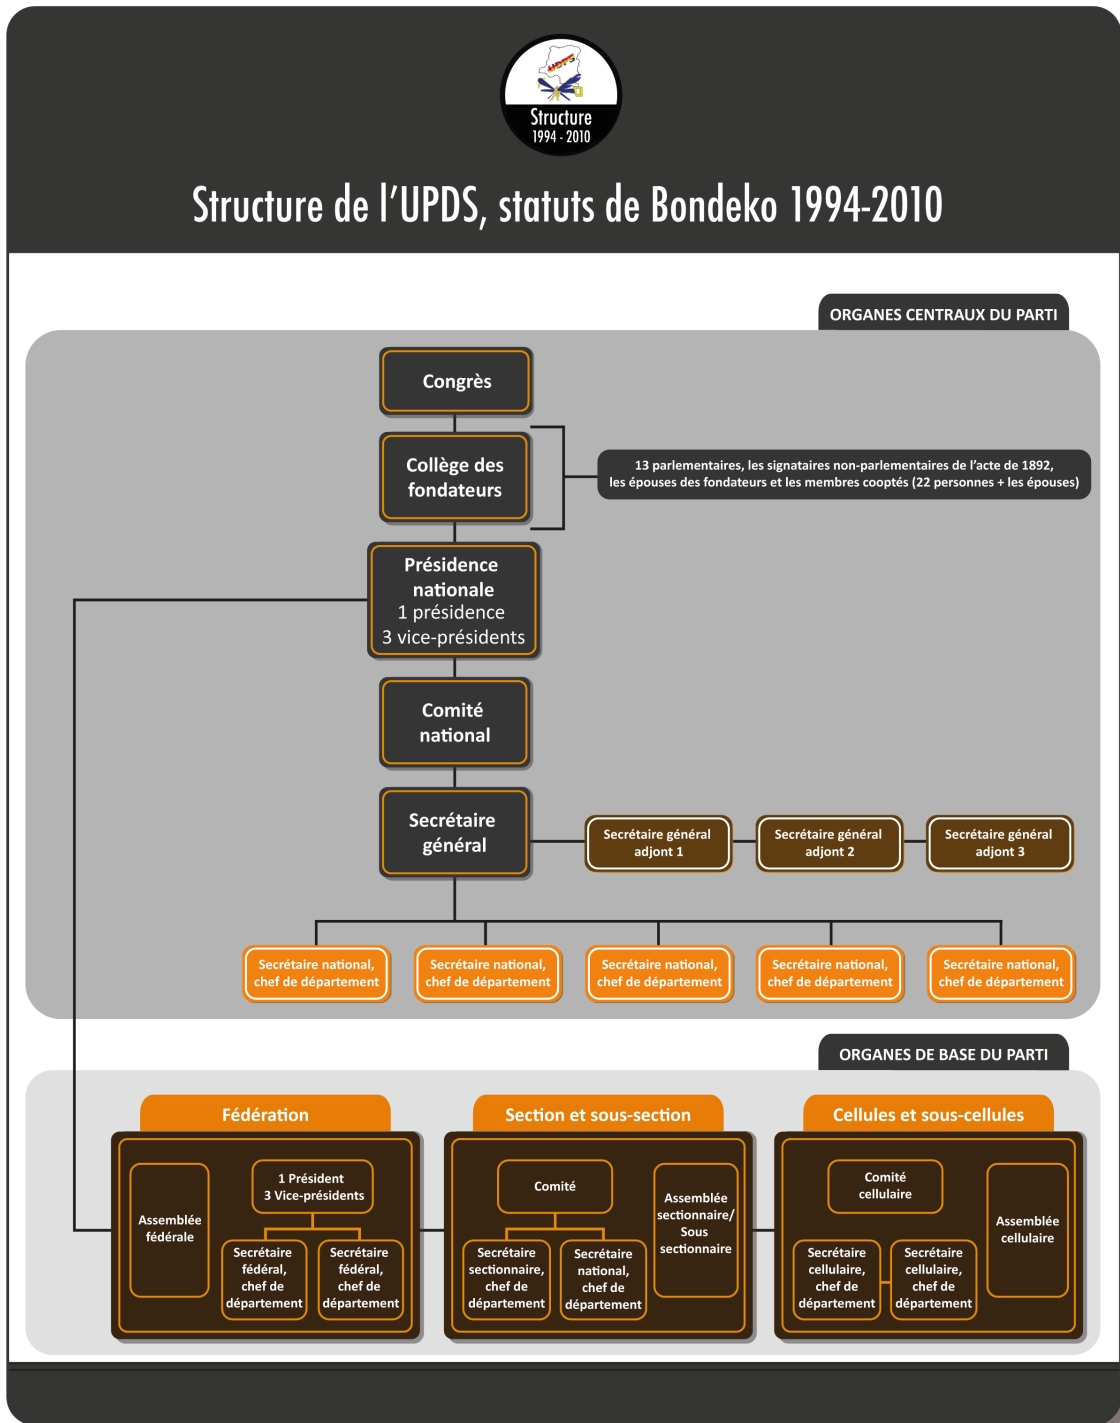 UDPS
Structure
1994 - 2010
Structure de l'UPDS, statuts de Bondeko 1994-2010
ORGANES CENTRAUX DU PARTI
Congrès
Collège des
fondateurs
13 parlementaires, les signataires non-parlementaires de l'acte de 1892,
les épouses des fondateurs et les membres cooptés (22 personnes + les épouses)
Présidence
nationale
1 présidence
3 vice-présidents
Comité
national
Secrétaire
général
Secrétaire général
adjont 1
Secrétaire général
adjont 2
Secrétaire général
adjont 3
Secrétaire national,
chef de département
Secrétaire national,
chef de département
Secrétaire national,
chef de département
Secrétaire national,
chef de département
Secrétaire national,
chef de département
ORGANES DE BASE DU PARTI
Fédération
Assemblée
fédérale
1 Président
3 Vice-présidents
Secrétaire
fédéral,
chef de
département
Secrétaire
fédéral,
chef de
département
Section et sous-section
Comité
Secrétaire
sectionnaire,
chef de
département
Secrétaire
national,
chef de
département
Assemblée
sectionnaire/
Sous
sectionnaire
Cellules et sous-cellules
Comité
cellulaire
Secrétaire
cellulaire,
chef de
département
Secrétaire
cellulaire,
chef de
département
Assemblée
cellulaire